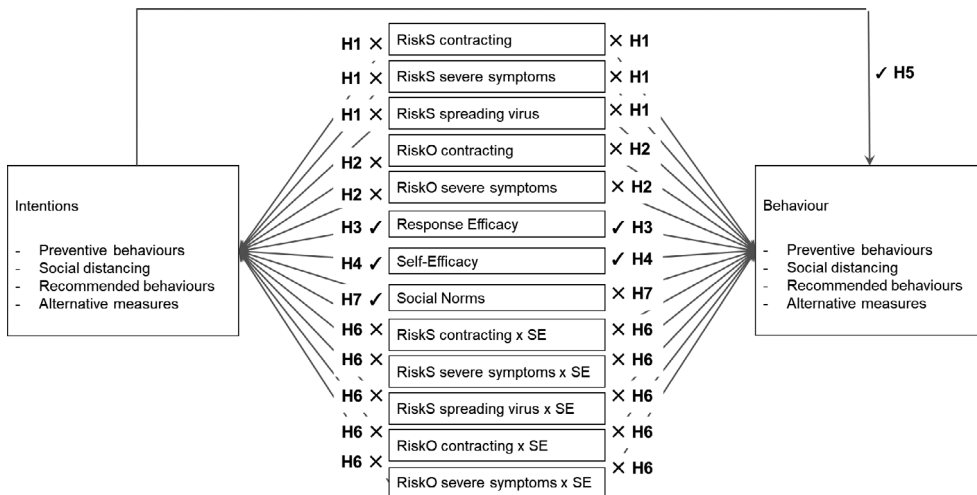 H1 ✕ RiskS contracting ✕ H1
✓ H5
H1 ✕ RiskS severe symptoms ✕ H1
H1 ✕ RiskS spreading virus ✕ H1
H2 ✕ RiskO contracting ✕ H2
H2 ✕ RiskO severe symptoms ✕ H2
H3 ✓ Response Efficacy ✓ H3
H4 ✓ Self-Efficacy ✓ H4
H7 ✓ Social Norms ✕ H7
H6 ✕ RiskS contracting x SE ✕ H6
H6 ✕ RiskS severe symptoms x SE ✕ H6
H6 ✕ RiskS spreading virus x SE ✕ H6
H6 ✕ RiskO contracting x SE ✕ H6
H6 ✕ RiskO severe symptoms x SE ✕ H6
Intentions
- Preventive behaviours
- Social distancing
- Recommended behaviours
- Alternative measures
Behaviour
- Preventive behaviours
- Social distancing
- Recommended behaviours
- Alternative measures